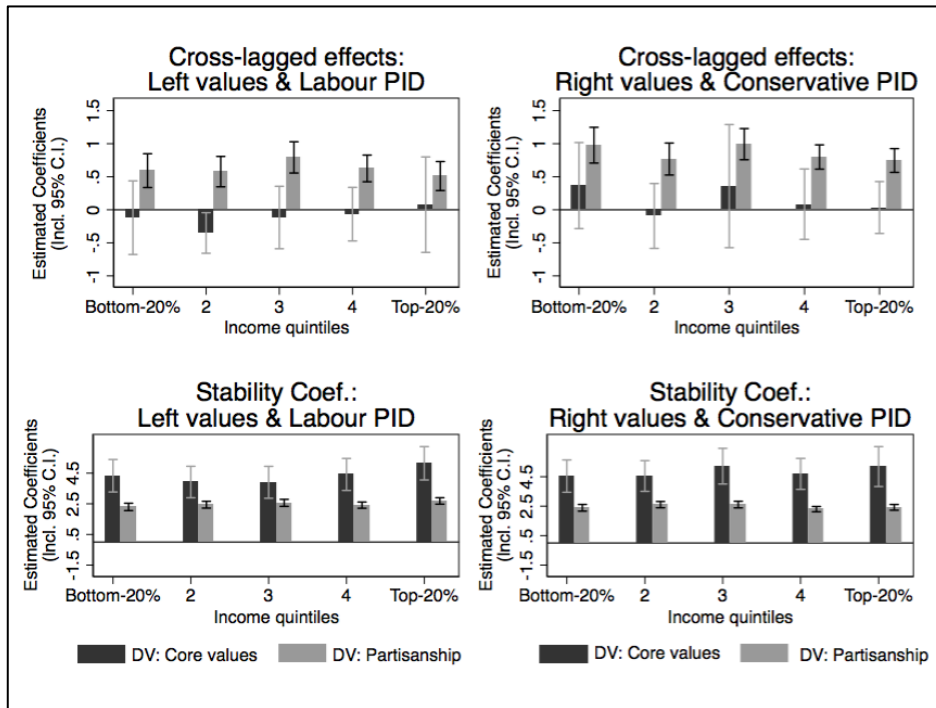 Cross-lagged effects:
Left values & Labour PID
Estimated Coefficients
(Incl. 95% C.I.)
1.5
1
.5
0
-.5
-1
Bottom-20% 2 3 4 Top-20%
Income quintiles
Cross-lagged effects:
Right values & Conservative PID
Estimated Coefficients
(Incl. 95% C.I.)
1.5
1
.5
0
-.5
-1
Bottom-20% 2 3 4 Top-20%
Income quintiles
Stability Coef.:
Left values & Labour PID
Estimated Coefficients
(Incl. 95% C.I.)
4.5
2.5
.5
-1.5
Bottom-20% 2 3 4 Top-20%
Income quintiles
DV: Core values DV: Partisanship
Stability Coef.:
Right values & Conservative PID
Estimated Coefficients
(Incl. 95% C.I.)
4.5
2.5
.5
-1.5
Bottom-20% 2 3 4 Top-20%
Income quintiles
DV: Core values DV: Partisanship